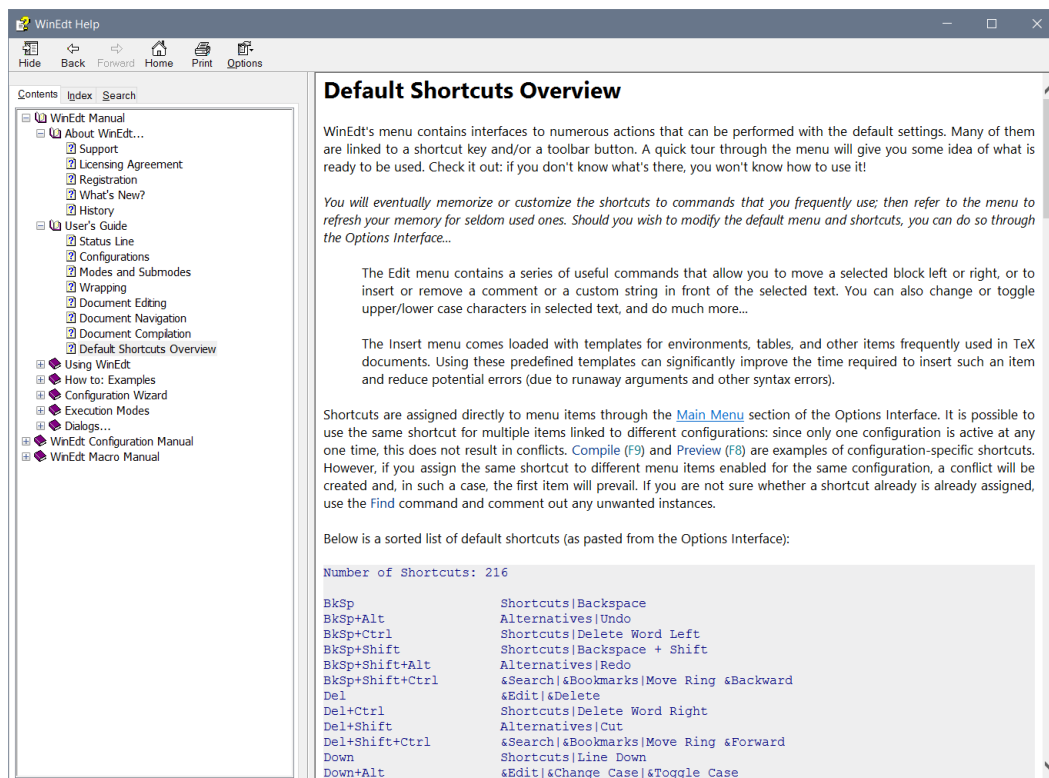 WinEdt Help
Hide Back Forward Home Print Options
Contents Index Search
WinEdt Manual
About WinEdt...
Support
Licensing Agreement
Registration
What's New?
History
User's Guide
Status Line
Configurations
Modes and Submodes
Wrapping
Document Editing
Document Navigation
Document Compilation
Default Shortcuts Overview
Using WinEdt
How to: Examples
Configuration Wizard
Execution Modes
Dialogs...
WinEdt Configuration Manual
WinEdt Macro Manual
Default Shortcuts Overview
WinEdt's menu contains interfaces to numerous actions that can be performed with the default settings. Many of them
are linked to a shortcut key and/or a toolbar button. A quick tour through the menu will give you some idea of what is
ready to be used. Check it out: if you don't know what's there, you won't know how to use it!
You will eventually memorize or customize the shortcuts to commands that you frequently use; then refer to the menu to
refresh your memory for seldom used ones. Should you wish to modify the default menu and shortcuts, you can do so through
the Options Interface...
The Edit menu contains a series of useful commands that allow you to move a selected block left or right, or to
insert or remove a comment or a custom string in front of the selected text. You can also change or toggle
upper/lower case characters in selected text, and do much more...
The Insert menu comes loaded with templates for environments, tables, and other items frequently used in TeX
documents. Using these predefined templates can significantly improve the time required to insert such an item
and reduce potential errors (due to runaway arguments and other syntax errors).
Shortcuts are assigned directly to menu items through the Main Menu section of the Options Interface. It is possible to
use the same shortcut for multiple items linked to different configurations: since only one configuration is active at any
one time, this does not result in conflicts. Compile (F9) and Preview (F8) are examples of configuration-specific shortcuts.
However, if you assign the same shortcut to different menu items enabled for the same configuration, a conflict will be
created and, in such a case, the first item will prevail. If you are not sure whether a shortcut already is already assigned,
use the Find command and comment out any unwanted instances.
Below is a sorted list of default shortcuts (as pasted from the Options Interface):
Number of Shortcuts: 216
BkSp Shortcuts|Backspace
BkSp+Alt Alternatives|Undo
BkSp+Ctrl Shortcuts|Delete Word Left
BkSp+Shift Shortcuts|Backspace + Shift
BkSp+Shift+Alt Alternatives|Redo
BkSp+Shift+Ctrl &Search|&Bookmarks|Move Ring &Backward
Del &Edit|&Delete
Del+Ctrl Shortcuts|Delete Word Right
Del+Shift Alternatives|Cut
Del+Shift+Ctrl &Search|&Bookmarks|Move Ring &Forward
Down Shortcuts|Line Down
Down+Alt &Edit|&Change Case|&Toggle Case